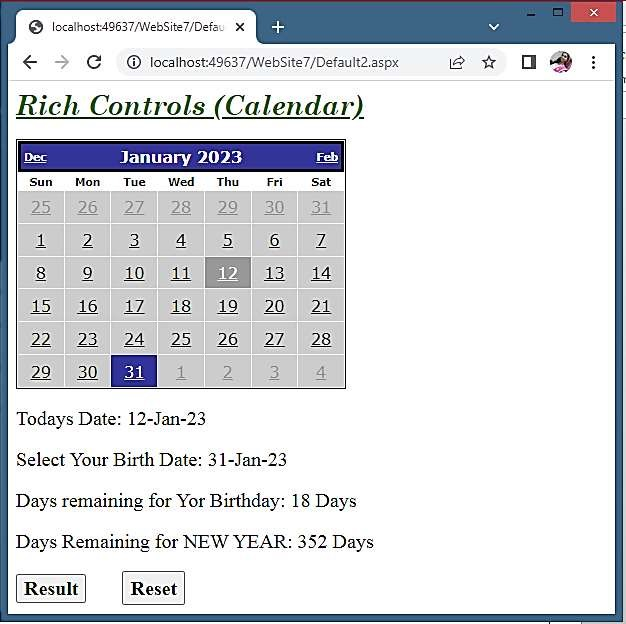 localhost:49637/WebSite7/Defau
localhost:49637/WebSite7/Default2.aspx
Rich Controls (Calendar)
Dec January 2023 Feb
Sun Mon Tue Wed Thu Fri Sat
25 26 27 28 29 30 31
1 2 3 4 5 6 7
8 9 10 11 12 13 14
15 16 17 18 19 20 21
22 23 24 25 26 27 28
29 30 31 1 2 3 4
Todays Date: 12-Jan-23
Select Your Birth Date: 31-Jan-23
Days remaining for Yor Birthday: 18 Days
Days Remaining for NEW YEAR: 352 Days
Result Reset